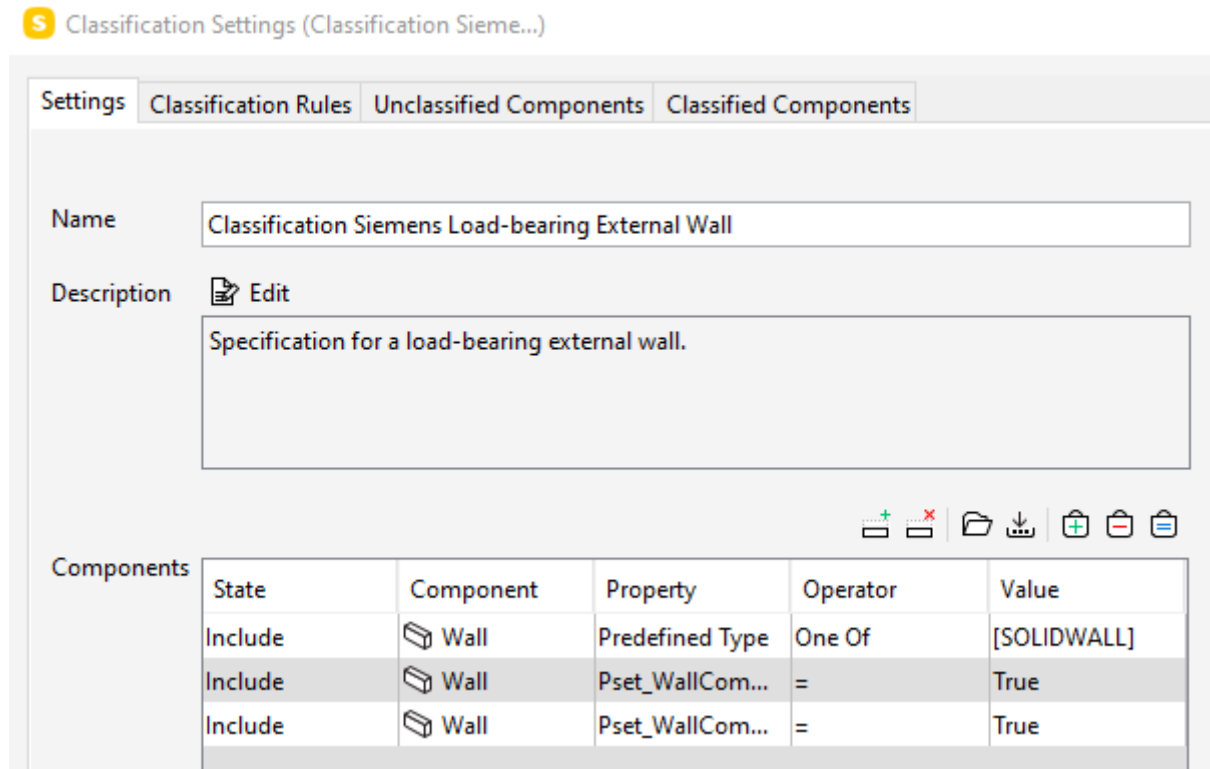 S Classification Settings (Classification Sieme...)
Settings Classification Rules Unclassified Components Classified Components
Name Classification Siemens Load-bearing External Wall
Description Edit
Specification for a load-bearing external wall.
Components State Component Property Operator Value
Include Wall Predefined Type One Of [SOLIDWALL]
Include Wall Pset_WallCom... = True
Include Wall Pset_WallCom... = True